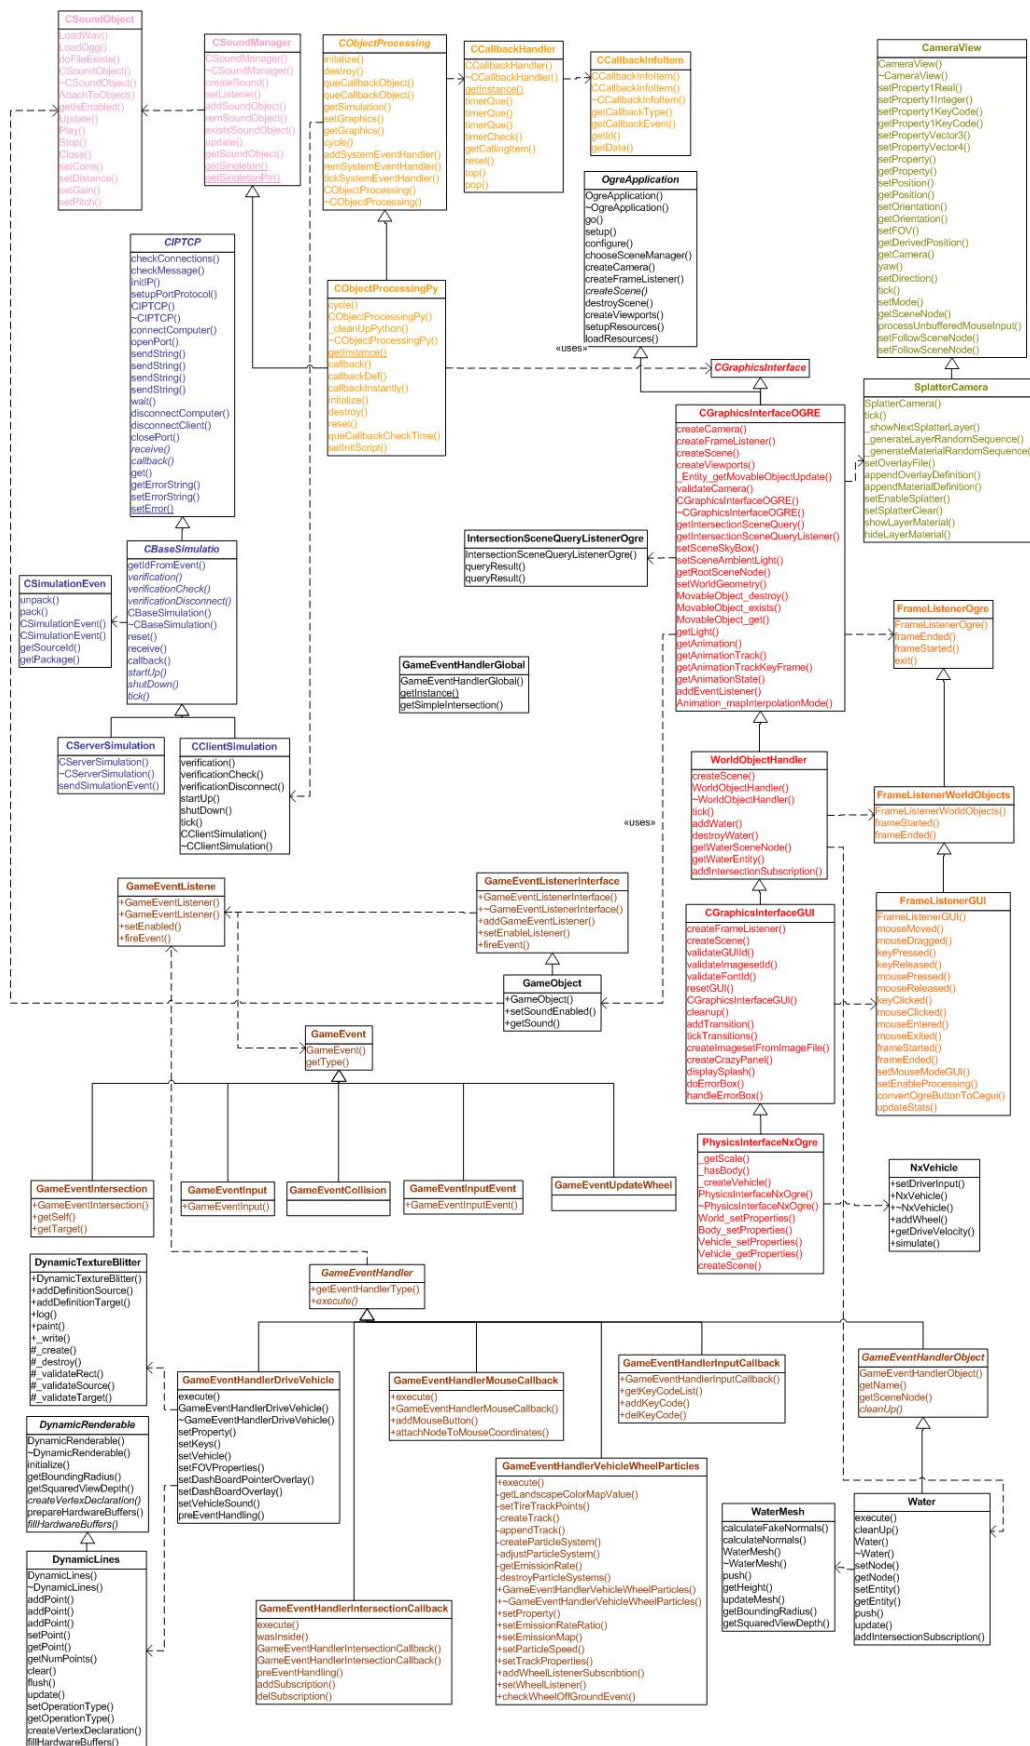 CSoundObject
LoadWav()
LoadOgg()
doFileExists()
CSoundObject()
~CSoundObject()
AttachToObject()
getIsEnabled()
Update()
Play()
Stop()
Close()
setCone()
setDistance()
setGain()
setPitch()
CSoundManager
CSoundManager()
~CSoundManager()
createSound()
setListener()
addSoundObject()
remSoundObject()
existsSoundObject()
update()
getSoundObject()
getSingleton()
getSingletonPtr()
CObjectProcessing
initalize()
destroy()
queCallbackObject()
queCallbackObject()
getSimulation()
setGraphics()
getGraphics()
cycle()
addSystemEventHandler()
remSystemEventHandler()
tickSystemEventHandler()
CObjectProcessing()
~CObjectProcessing()
CCallbackHandler
CCallbackHandler()
~CCallbackHandler()
getInstance()
timerQue()
timerQue()
timerQue()
timerCheck()
getCallingItem()
reset()
top()
pop()
CCallbackInfoItem
CCallbackInfoItem()
CCallbackInfoItem()
~CCallbackInfoItem()
getCallbackType()
getCallbackEvent()
getId()
getData()
CameraView
CameraView()
~CameraView()
setProperty1Real()
setProperty1Integer()
setProperty1KeyCode()
getProperty1KeyCode()
setPropertyVector3()
setPropertyVector4()
setProperty()
getProperty()
setPosition()
getPosition()
setOrientation()
getOrientation()
setFOV()
getDerivedPosition()
getCamera()
yaw()
setDirection()
tick()
setMode()
getSceneNode()
processUnbufferedMouseInput()
setFollowSceneNode()
setFollowSceneNode()
OgreApplication
OgreApplication()
~OgreApplication()
go()
setup()
configure()
chooseSceneManager()
createCamera()
createFrameListener()
createScene()
destroyScene()
createViewports()
setupResources()
loadResources()
CIPTCP
checkConnections()
checkMessage()
initIP()
setupPortProtocol()
CIPTCP()
~CIPTCP()
connectComputer()
openPort()
sendString()
sendString()
sendString()
sendString()
wait()
disconnectComputer()
disconnectClient()
closePort()
receive()
callback()
get()
getErrorString()
setErrorString()
setError()
CObjectProcessingPy
cycle()
CObjectProcessingPy()
_cleanUpPython()
~CObjectProcessingPy()
getInstance()
callback()
callbackDef()
callbackInstantly()
initalize()
destroy()
reset()
queCallbackCheckTime()
setInitScript()
«uses»
CGraphicsInterface
CGraphicsInterfaceOGRE
createCamera()
createFrameListener()
createScene()
createViewports()
_Entity_getMovableObjectUpdate()
validateCamera()
CGraphicsInterfaceOGRE()
~CGraphicsInterfaceOGRE()
getIntersectionSceneQuery()
getIntersectionSceneQueryListener()
setSceneSkyBox()
setSceneAmbientLight()
getRootSceneNode()
setWorldGeometry()
MovableObject_destroy()
MovableObject_exists()
MovableObject_get()
getLight()
getAnimation()
getAnimationTrack()
getAnimationTrackKeyFrame()
getAnimationState()
addEventListener()
Animation_mapInterpolationMode()
SplatterCamera
SplatterCamera()
tick()
_showNextSplatterLayer()
_generateLayerRandomSequence()
_generateMaterialRandomSequence()
setOverlayFile()
appendOverlayDefinition()
appendMaterialDefinition()
setEnableSplatter()
setSplatterClear()
showLayerMaterial()
hideLayerMaterial()
IntersectionSceneQueryListenerOgre
IntersectionSceneQueryListenerOgre()
queryResult()
queryResult()
CBaseSimulatio
getIdFromEvent()
verification()
verificationCheck()
verificationDisconnect()
CBaseSimulation()
~CBaseSimulation()
reset()
receive()
callback()
startUp()
shutDown()
tick()
CSimulationEven
unpack()
pack()
CSimulationEvent()
CSimulationEvent()
getSourceId()
getPackage()
FrameListenerOgre
FrameListenerOgre()
frameEnded()
frameStarted()
exit()
GameEventHandlerGlobal
GameEventHandlerGlobal()
getInstance()
getSimpleIntersection()
CServerSimulation
CServerSimulation()
~CServerSimulation()
sendSimulationEvent()
CClientSimulation
verification()
verificationCheck()
verificationDisconnect()
startUp()
shutDown()
tick()
CClientSimulation()
~CClientSimulation()
«uses»
WorldObjectHandler
createScene()
WorldObjectHandler()
~WorldObjectHandler()
tick()
addWater()
destroyWater()
getWaterSceneNode()
getWaterEntity()
addIntersectionSubscription()
FrameListenerWorldObjects
FrameListenerWorldObjects()
frameStarted()
frameEnded()
GameEventListene
+GameEventListener()
+GameEventListener()
+setEnabled()
+fireEvent()
GameEventListenerInterface
+GameEventListenerInterface()
+~GameEventListenerInterface()
+addGameEventListener()
+setEnableListener()
+fireEvent()
CGraphicsInterfaceGUI
createFrameListener()
createScene()
validateGUIId()
validateImagesetId()
validateFontId()
resetGUI()
CGraphicsInterfaceGUI()
cleanup()
addTransition()
tickTransitions()
createImagesetFromImageFile()
createCrazyPanel()
displaySplash()
doErrorBox()
handleErrorBox()
FrameListenerGUI
FrameListenerGUI()
mouseMoved()
mouseDragged()
keyPressed()
keyReleased()
mousePressed()
mouseReleased()
keyClicked()
mouseClicked()
mouseEntered()
mouseExited()
frameStarted()
frameEnded()
setMouseModeGUI()
setEnableProcessing()
convertOgreButtonToCegui()
updateStats()
GameObject
+GameObject()
+setSoundEnabled()
+getSound()
GameEvent
GameEvent()
getType()
GameEventIntersection
+GameEventIntersection()
+getSelf()
+getTarget()
GameEventInput
+GameEventInput()
GameEventCollision
GameEventInputEvent
+GameEventInputEvent()
GameEventUpdateWheel
PhysicsInterfaceNxOgre
_getScale()
_hasBody()
_createVehicle()
PhysicsInterfaceNxOgre()
~PhysicsInterfaceNxOgre()
World_setProperties()
Body_setProperties()
Vehicle_setProperties()
Vehicle_getProperties()
createScene()
NxVehicle
+setDriverInput()
+NxVehicle()
+~NxVehicle()
+addWheel()
+getDriveVelocity()
+simulate()
DynamicTextureBlitter
+DynamicTextureBlitter()
+addDefinitionSource()
+addDefinitionTarget()
+log()
+paint()
+_write()
#_create()
#_destroy()
#_validateRect()
#_validateSource()
#_validateTarget()
GameEventHandler
+getEventHandlerType()
+execute()
GameEventHandlerDriveVehicle
execute()
GameEventHandlerDriveVehicle()
~GameEventHandlerDriveVehicle()
setProperty()
setKeys()
setVehicle()
setFOVProperties()
setDashBoardPointerOverlay()
setDashBoardOverlay()
setVehicleSound()
preEventHandling()
GameEventHandlerMouseCallback
+execute()
+GameEventHandlerMouseCallback()
+addMouseButton()
+attachNodeToMouseCoordinates()
GameEventHandlerInputCallback
+GameEventHandlerInputCallback()
+getKeyCodeList()
+addKeyCode()
+delKeyCode()
GameEventHandlerObject
GameEventHandlerObject()
getName()
getSceneNode()
cleanUp()
DynamicRenderable
DynamicRenderable()
~DynamicRenderable()
initialize()
getBoundingRadius()
getSquaredViewDepth()
createVertexDeclaration()
prepareHardwareBuffers()
fillHardwareBuffers()
GameEventHandlerVehicleWheelParticles
+execute()
-getLandscapeColorMapValue()
-setTireTrackPoints()
-createTrack()
-appendTrack()
-createParticleSystem()
-adjustParticleSystem()
-getEmissionRate()
-destroyParticleSystems()
+GameEventHandlerVehicleWheelParticles()
+~GameEventHandlerVehicleWheelParticles()
+setProperty()
+setEmissionRateRatio()
+setEmissionMap()
+setParticleSpeed()
+setTrackProperties()
+addWheelListenerSubscribtion()
+setWheelListener()
+checkWheelOffGroundEvent()
WaterMesh
calculateFakeNormals()
calculateNormals()
WaterMesh()
~WaterMesh()
push()
getHeight()
updateMesh()
getBoundingRadius()
getSquaredViewDepth()
Water
execute()
cleanUp()
Water()
~Water()
setNode()
getNode()
setEntity()
getEntity()
push()
update()
addIntersectionSubscription()
DynamicLines
DynamicLines()
~DynamicLines()
addPoint()
addPoint()
addPoint()
setPoint()
getPoint()
getNumPoints()
clear()
flush()
update()
setOperationType()
getOperationType()
createVertexDeclaration()
fillHardwareBuffers()
GameEventHandlerIntersectionCallback
execute()
wasInside()
GameEventHandlerIntersectionCallback()
GameEventHandlerIntersectionCallback()
preEventHandling()
addSubscription()
delSubscription()